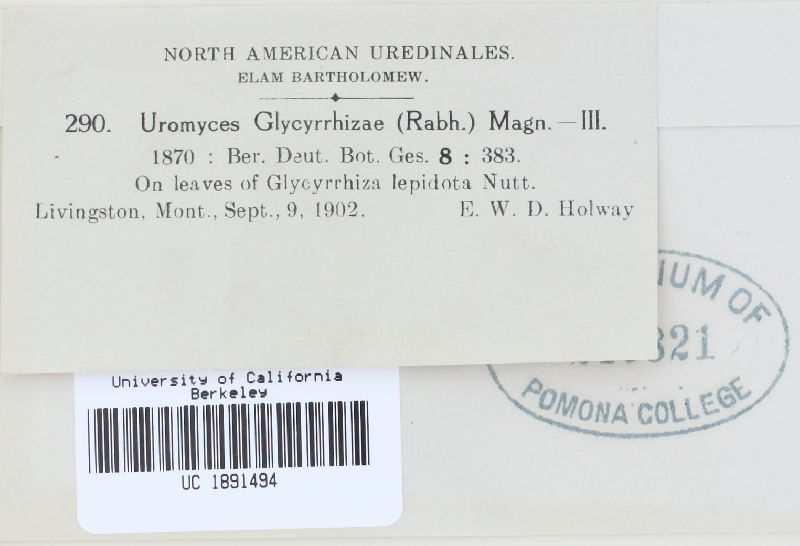 NORTH AMERICAN UREDINALES.
ELAM BARTHOLOMEW.
290. Uromyces Glycyrrhizae (Rabh.) Magn.—III.
1870 : Ber. Deut. Bot. Ges. 8 : 383.
On leaves of Glycyrrhiza lepidota Nutt.
Livingston, Mont., Sept., 9, 1902. E. W. D. Holway
OF
321
POMONA COLLEGE
University of California
Berkeley
UC 1891494